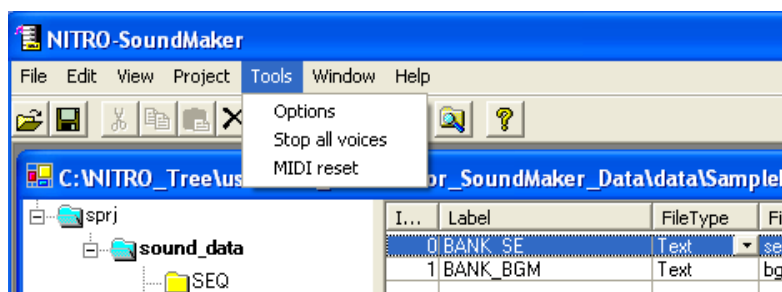 NITRO-SoundMaker
File Edit View Project Tools Window Help
Options
Stop all voices
MIDI reset
C:\NITRO_Tree\us or_SoundMaker_Data\data\Sample
sprj
sound_data
SEQ
I... Label FileType Fi
0 BANK_SE Text se
1 BANK_BGM Text bg